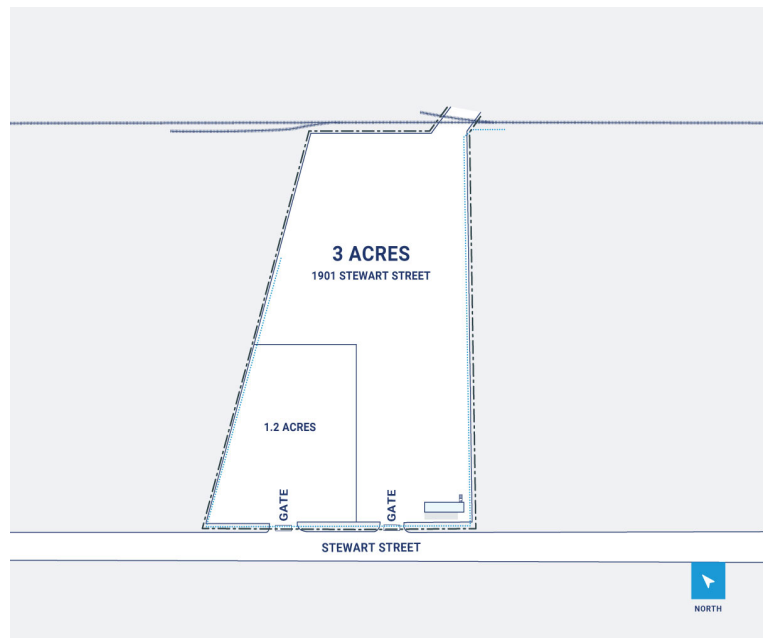 3 ACRES
1901 STEWART STREET
1.2 ACRES
GATE
GATE
STEWART STREET
NORTH